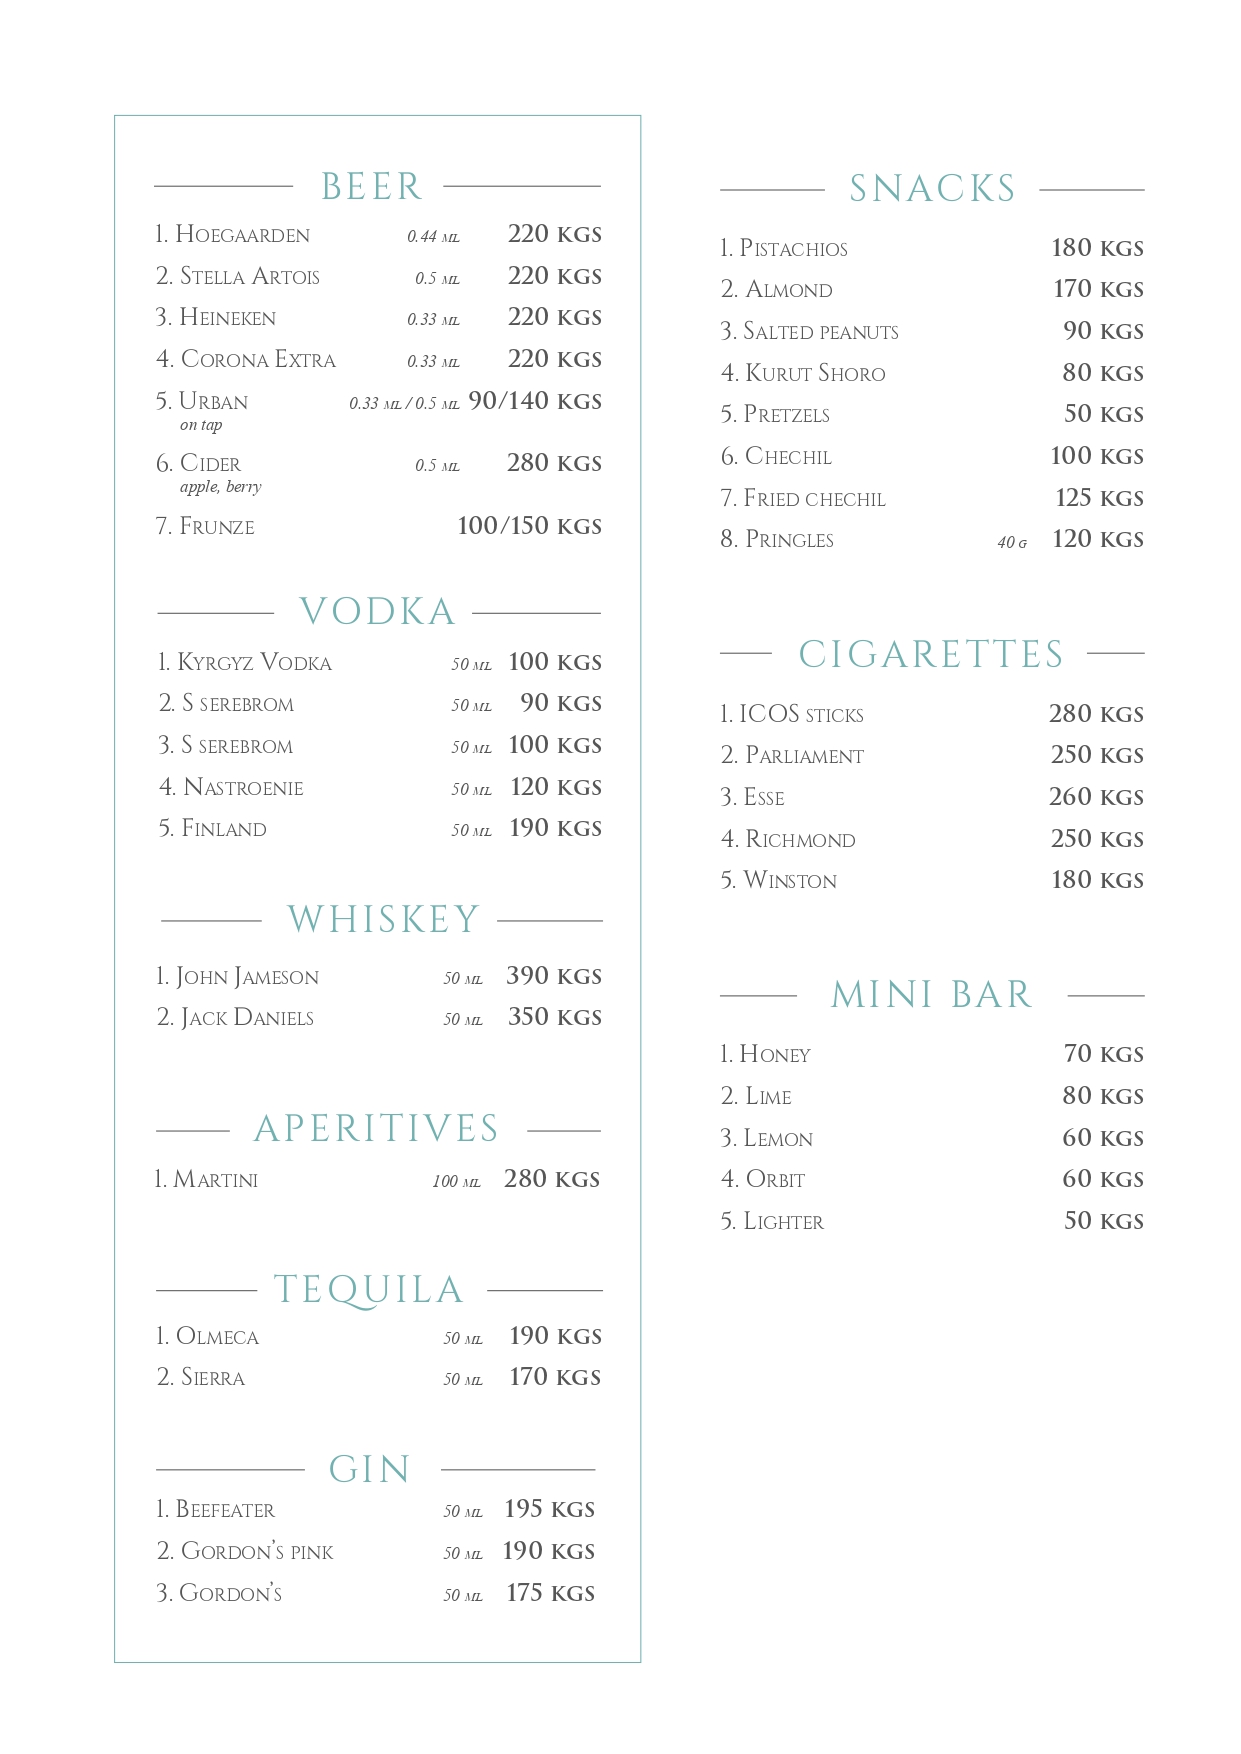 BEER
1. Hoegaarden 0.44 ml 220 KGS
2. Stella Artois 0.5 ml 220 KGS
3. Heineken 0.33 ml 220 KGS
4. Corona Extra 0.33 ml 220 KGS
5. Urban 0.33 ml/0.5 ml 90/140 KGS
on tap
6. Cider 0.5 ml 280 KGS
apple, berry
7. Frunze 100/150 KGS
VODKA
1. Kyrgyz Vodka 50 ml 100 KGS
2. S serebrom 50 ml 90 KGS
3. S serebrom 50 ml 100 KGS
4. Nastroenie 50 ml 120 KGS
5. Finland 50 ml 190 KGS
WHISKEY
1. John Jameson 50 ml 390 KGS
2. Jack Daniels 50 ml 350 KGS
APERITIVES
1. Martini 100 ml 280 KGS
TEQUILA
1. Olmeca 50 ml 190 KGS
2. Sierra 50 ml 170 KGS
GIN
1. Beefeater 50 ml 195 KGS
2. Gordon's pink 50 ml 190 KGS
3. Gordon's 50 ml 175 KGS
SNACKS
1. Pistachios 180 KGS
2. Almond 170 KGS
3. Salted peanuts 90 KGS
4. Kurut Shoro 80 KGS
5. Pretzels 50 KGS
6. Chechil 100 KGS
7. Fried chechil 125 KGS
8. Pringles 40 g 120 KGS
CIGARETTES
1. ICOS sticks 280 KGS
2. Parliament 250 KGS
3. Esse 260 KGS
4. Richmond 250 KGS
5. Winston 180 KGS
MINI BAR
1. Honey 70 KGS
2. Lime 80 KGS
3. Lemon 60 KGS
4. Orbit 60 KGS
5. Lighter 50 KGS